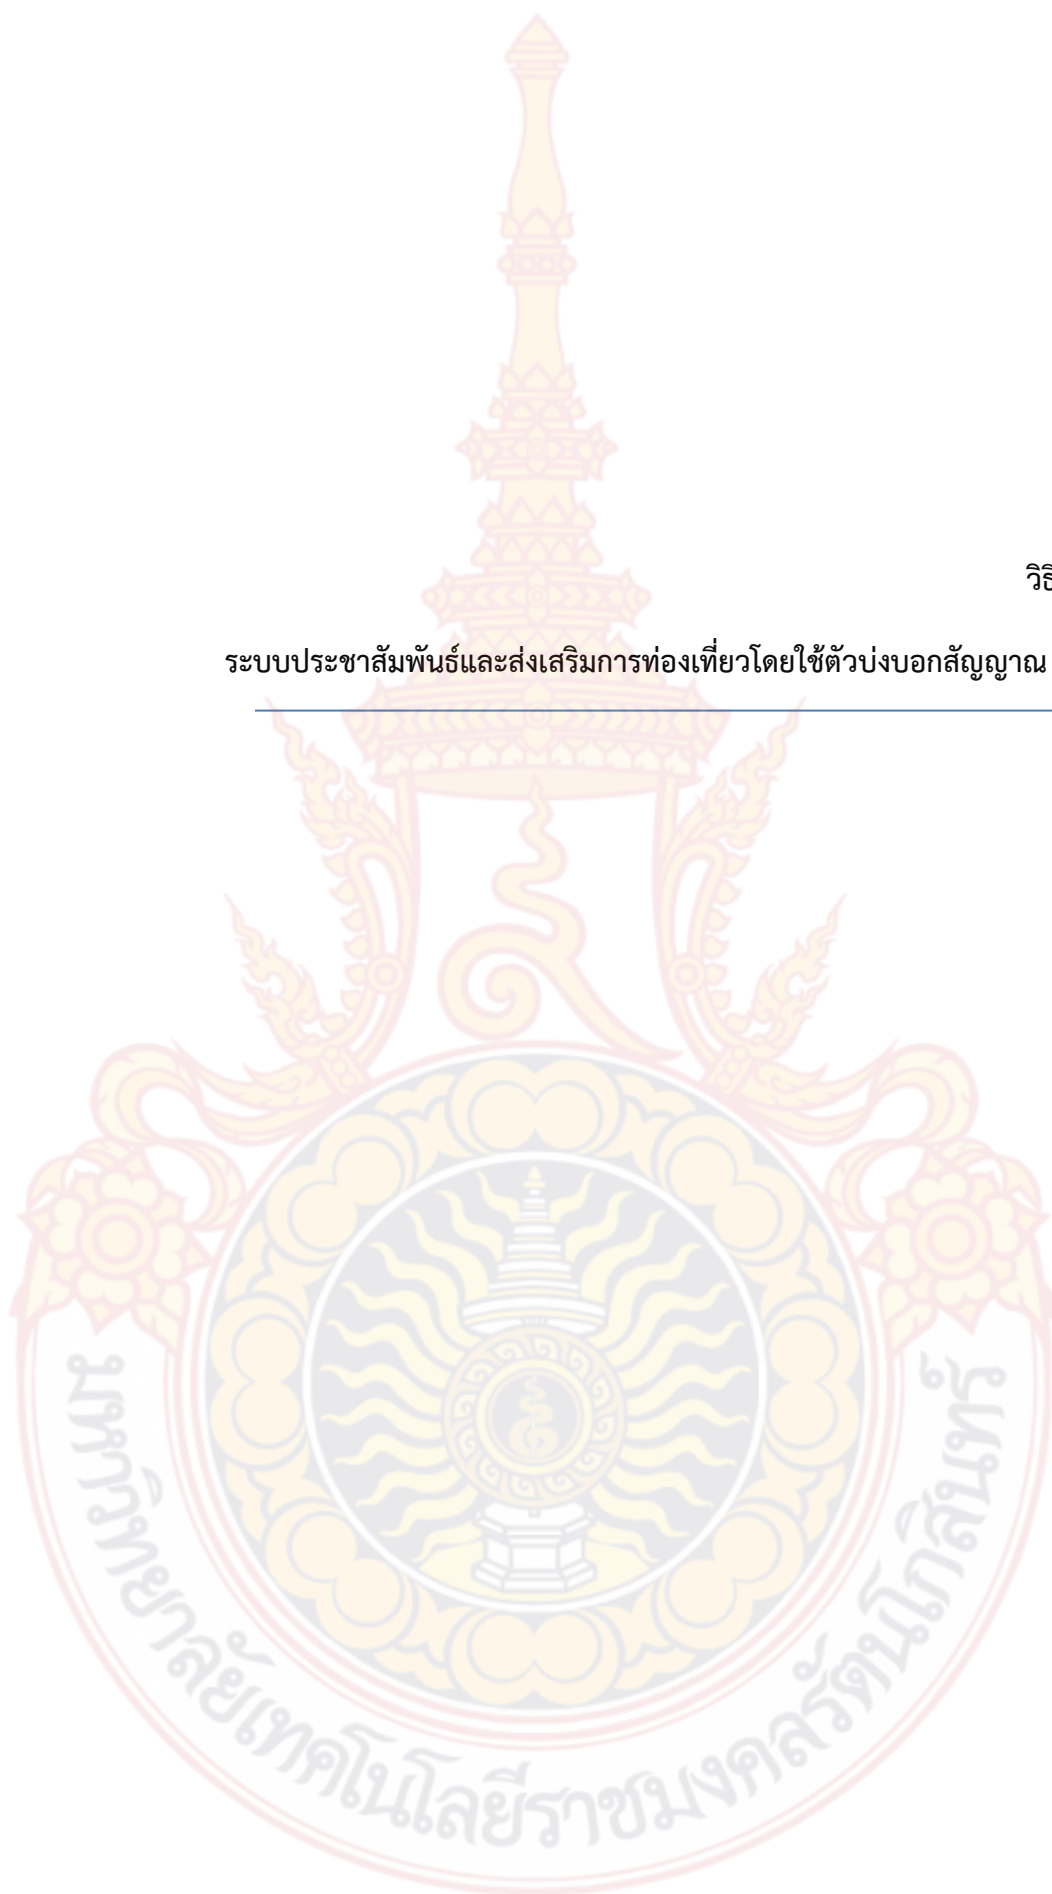 วิธี
ระบบประชาสัมพันธ์และส่งเสริมการท่องเที่ยวโดยใช้ตัวบ่งบอกสัญญาณ
มหาวิทยาลัยเทคโนโลยีราชมงคลรัตนโกสินทร์